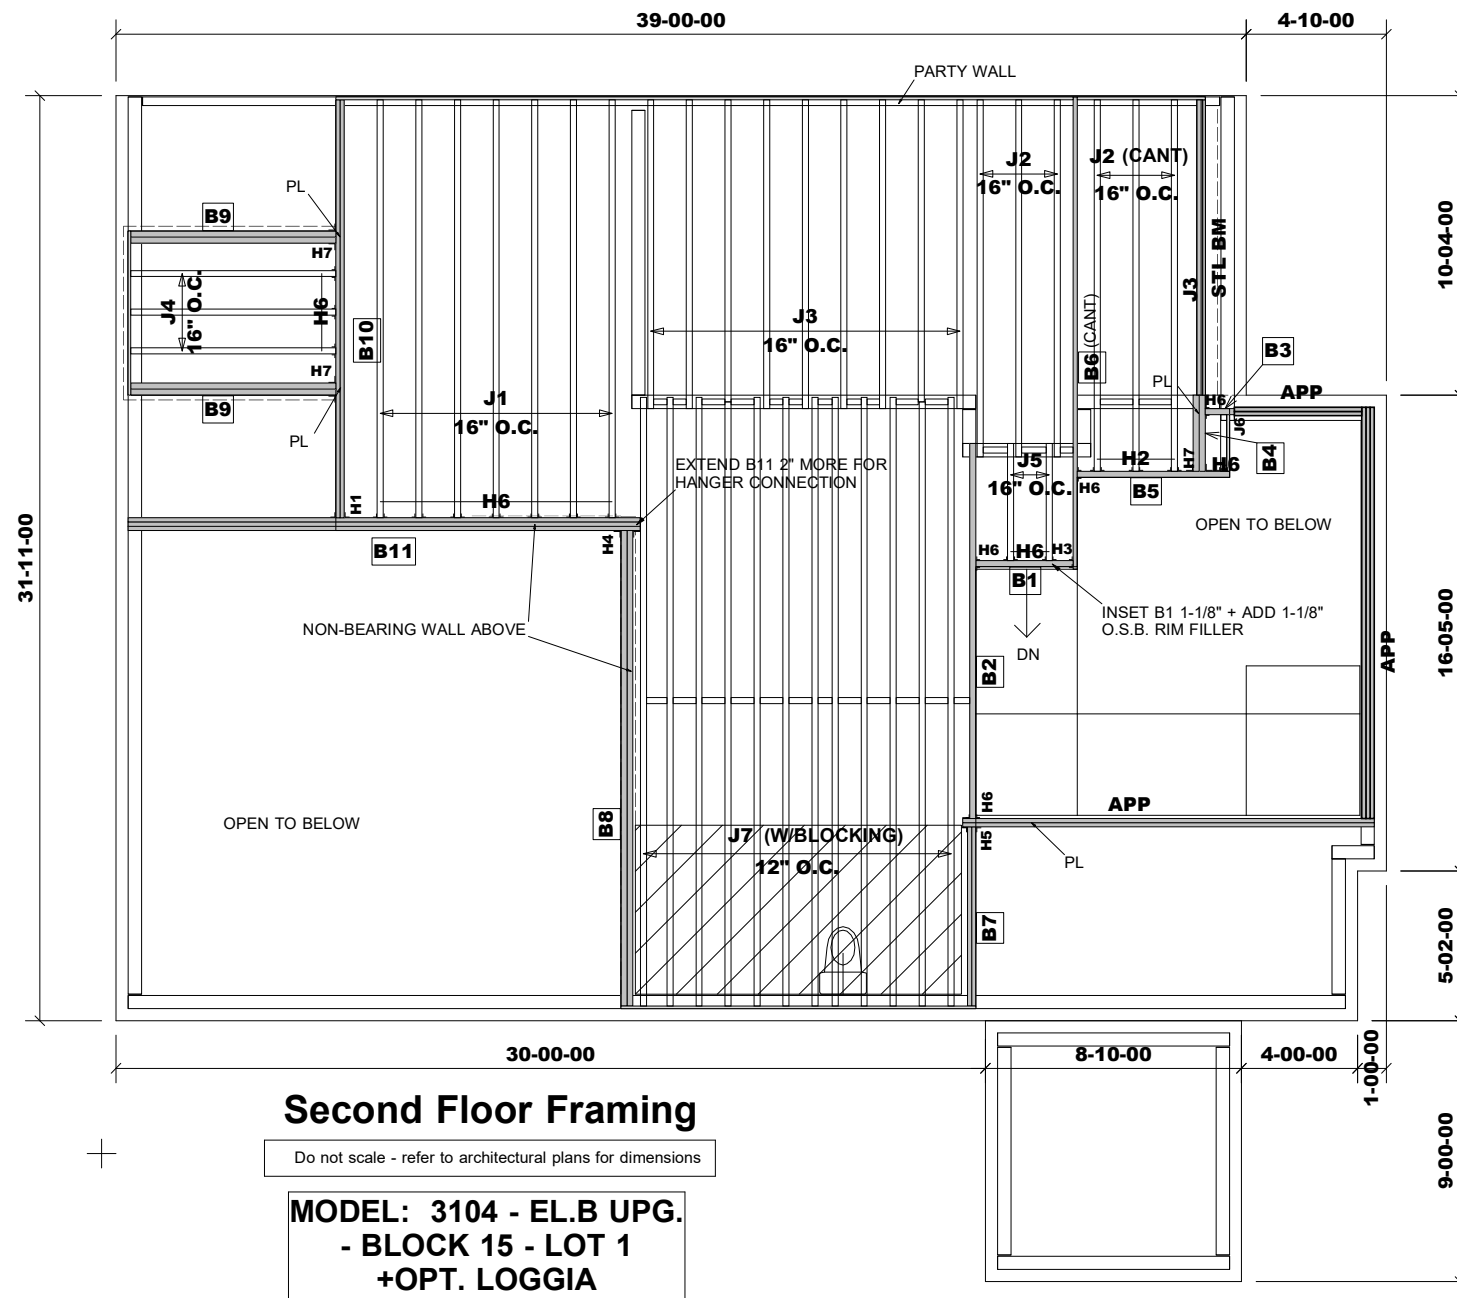 39-00-00
4-10-00
PARTY WALL
J2
16" O.C.
J2 (CANT)
16" O.C.
PL
B9
H7
J4
16" O.C.
H6
H7
B9
PL
B10
J1
16" O.C.
J3
16" O.C.
B6 (CANT)
J3
STL BM
10-04-00
B3
PL
H6
APP
J6
B4
H7
H6
H2
H6
B5
J5
16" O.C.
EXTEND B11 2" MORE FOR
HANGER CONNECTION
H1
H6
H4
B11
OPEN TO BELOW
H6
H6
H3
B1
INSET B1 1-1/8" + ADD 1-1/8"
O.S.B. RIM FILLER
DN
NON-BEARING WALL ABOVE
31-11-00
B2
APP
16-05-00
H6
APP
OPEN TO BELOW
B8
J7 (W/BLOCKING)
12" O.C.
H5
PL
B7
5-02-00
30-00-00
8-10-00
4-00-00
1-00-00
9-00-00
Second Floor Framing
Do not scale - refer to architectural plans for dimensions
MODEL: 3104 - EL.B UPG.
- BLOCK 15 - LOT 1
+OPT. LOGGIA